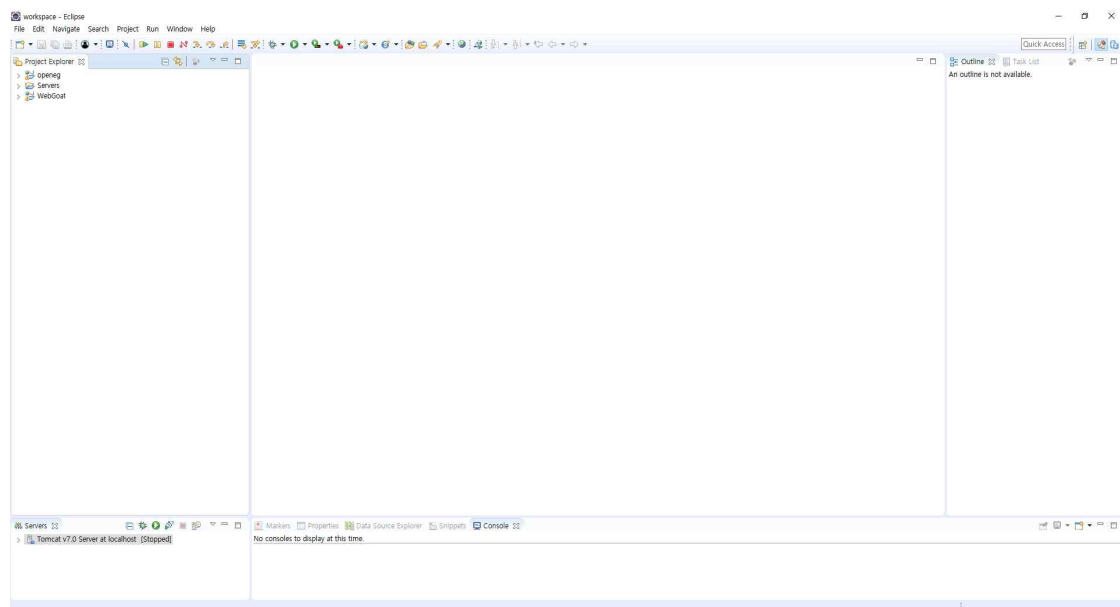 workspace - Eclipse
File Edit Navigate Search Project Run Window Help
Quick Access
Project Explorer
openeg
Servers
WebGoat
Outline Task List
An outline is not available.
Servers
Tomcat v7.0 Server at localhost [Stopped]
Markers Properties Data Source Explorer Snippets Console
No consoles to display at this time.